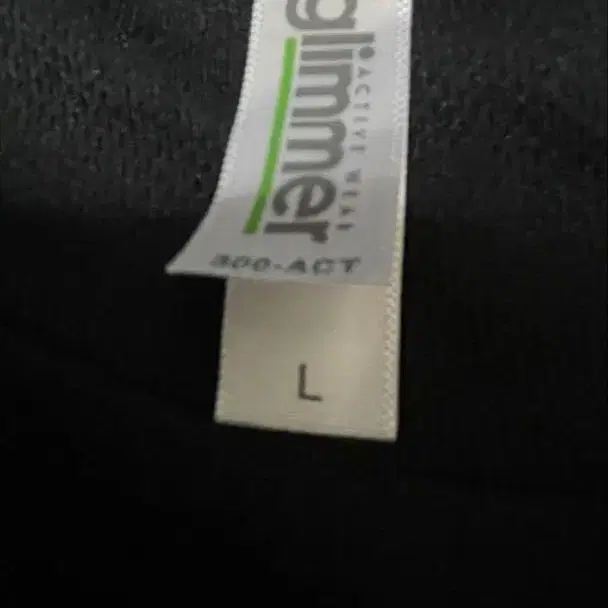 glimmer
ACTIVE WEAR
300-ACT
L